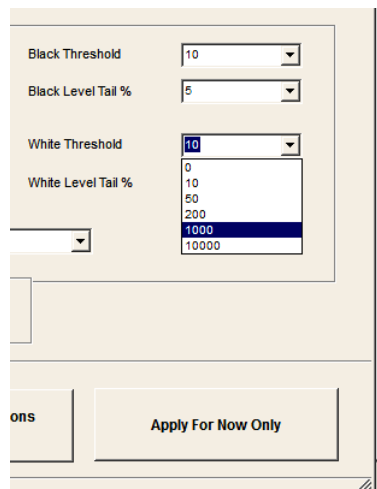 Black Threshold 10
Black Level Tail % 5
White Threshold 10
White Level Tail %
0
10
50
200
1000
10000
ons
Apply For Now Only